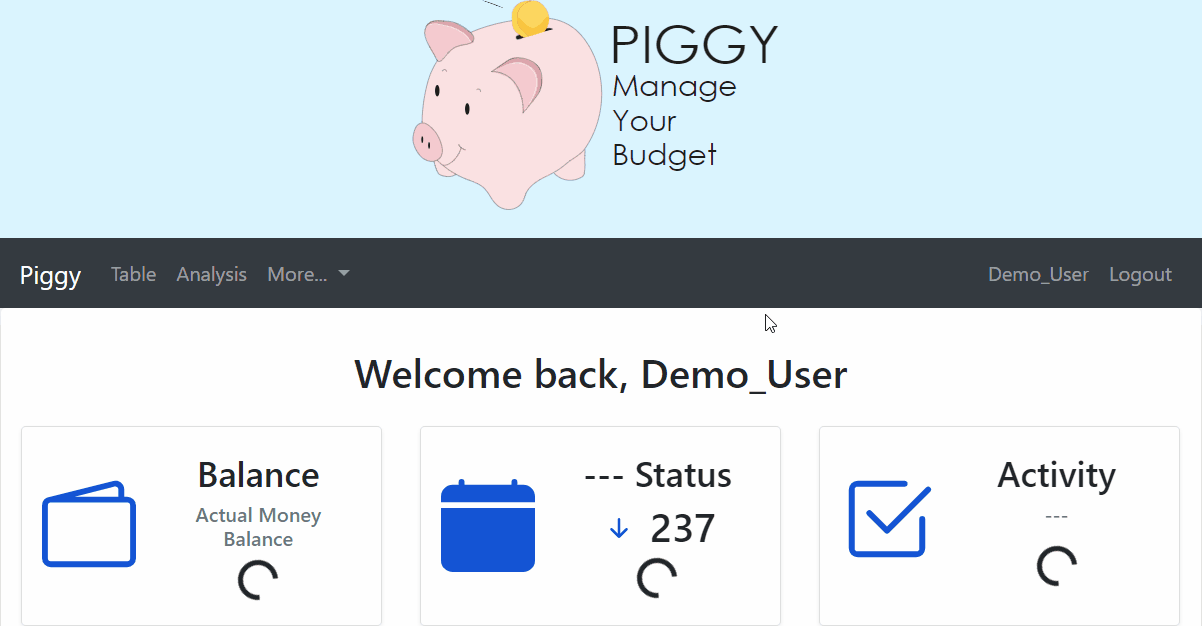 PIGGY
Manage
Your
Budget
Piggy Table Analysis More... Demo_User Logout
Welcome back, Demo_User
Balance
Actual Money
Balance
--- Status
237
Activity
---